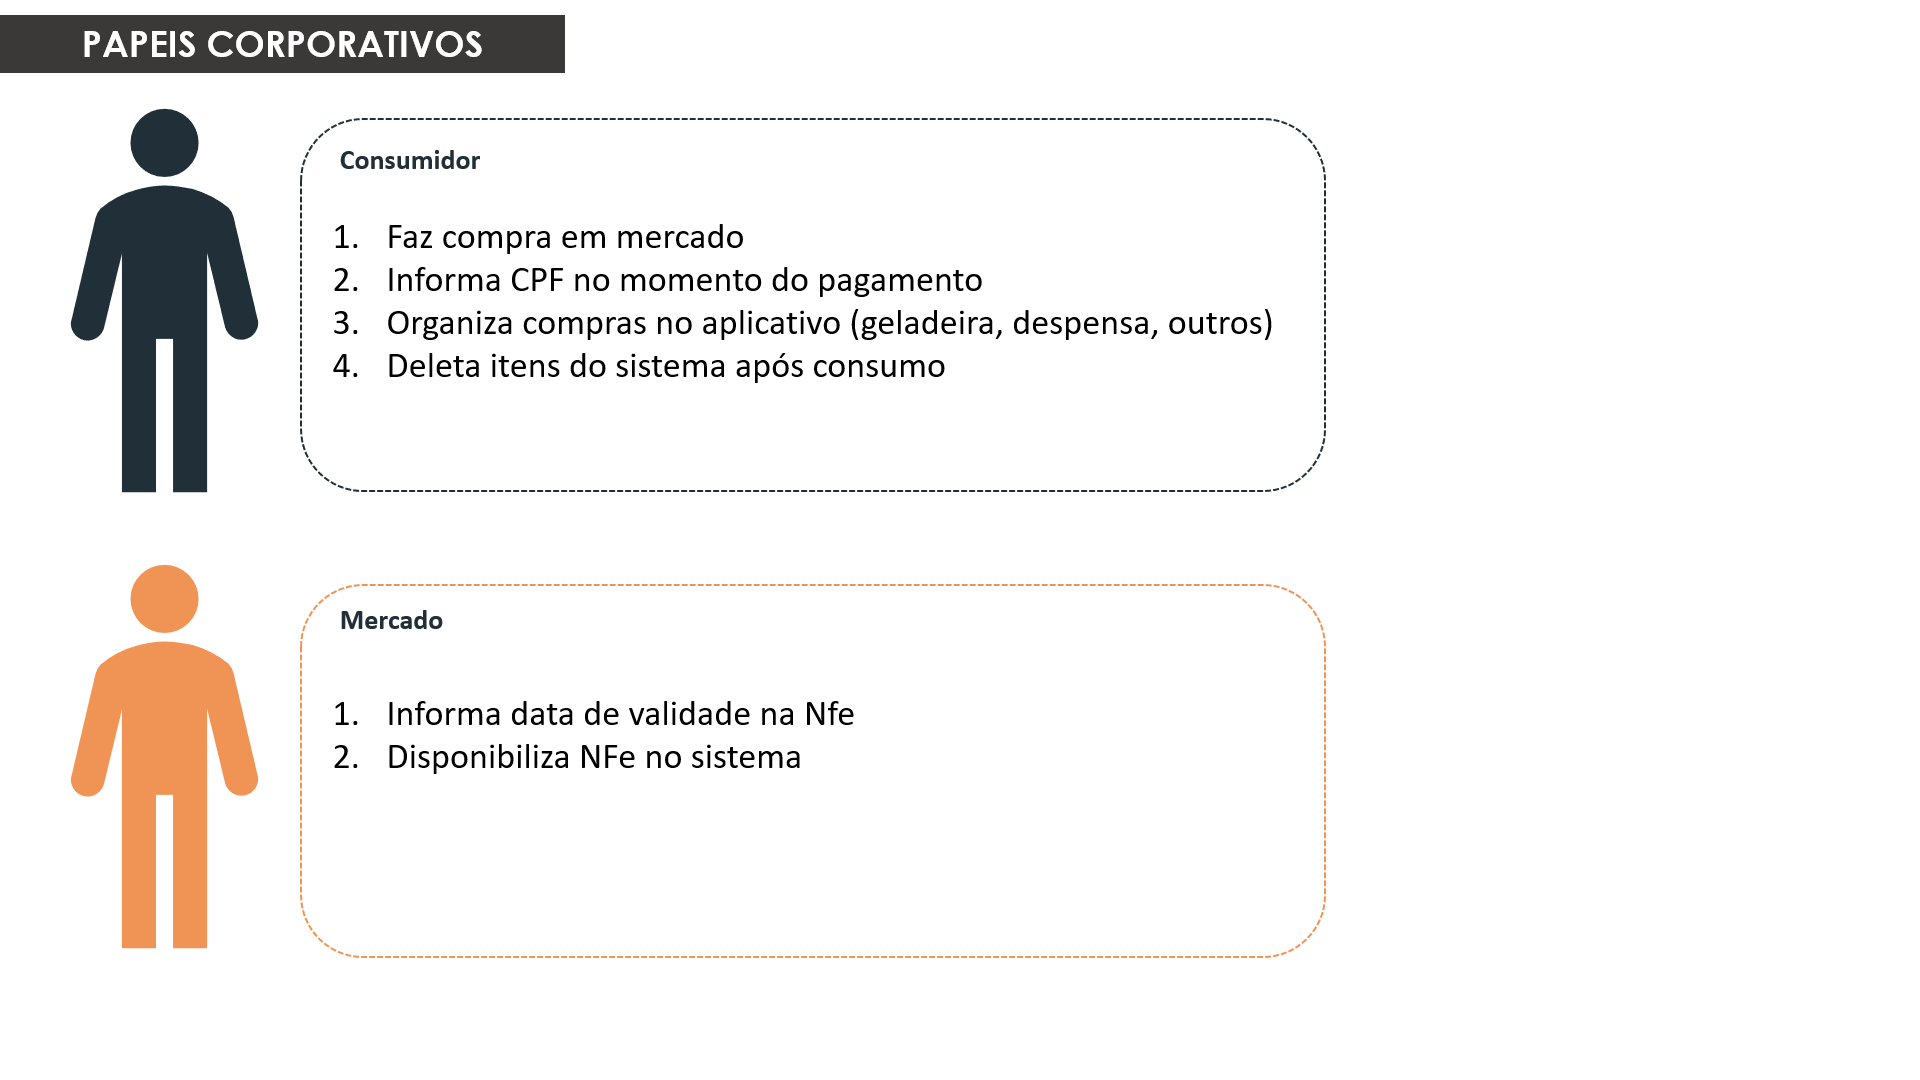 PAPEIS CORPORATIVOS
Consumidor
1. Faz compra em mercado
2. Informa CPF no momento do pagamento
3. Organiza compras no aplicativo (geladeira, despensa, outros)
4. Deleta itens do sistema após consumo
Mercado
1. Informa data de validade na Nfe
2. Disponibiliza NFe no sistema